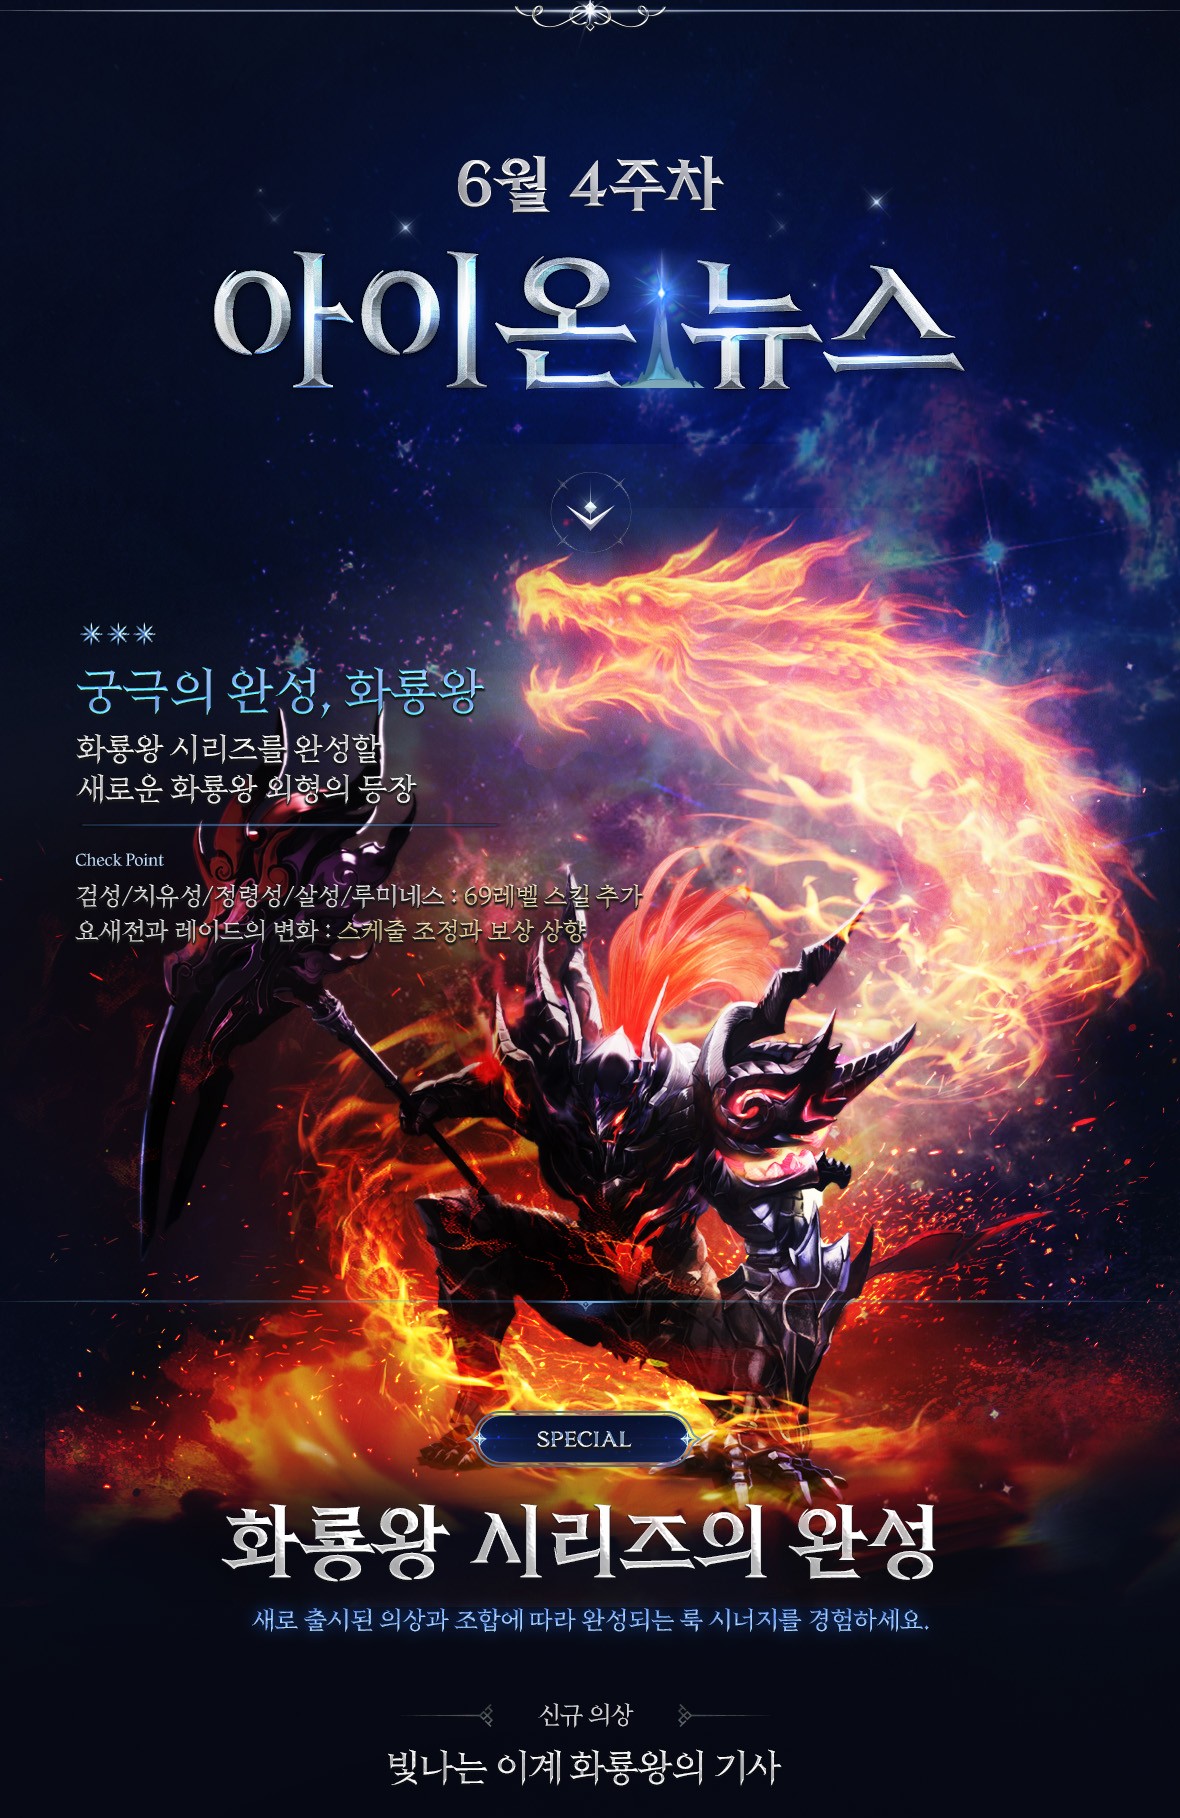 6월 4주차
아이온 뉴스
궁극의 완성, 화룡왕
화룡왕 시리즈를 완성할
새로운 화룡왕 외형의 등장
Check Point
검성/치유성/정령성/살성/루미네스 : 69레벨 스킬 추가
요새전과 레이드의 변화 : 스케줄 조정과 보상 상향
SPECIAL
화룡왕 시리즈의 완성
새로 출시된 의상과 조합에 따라 완성되는 룩 시너지를 경험하세요.
신규 의상
빛나는 이계 화룡왕의 기사